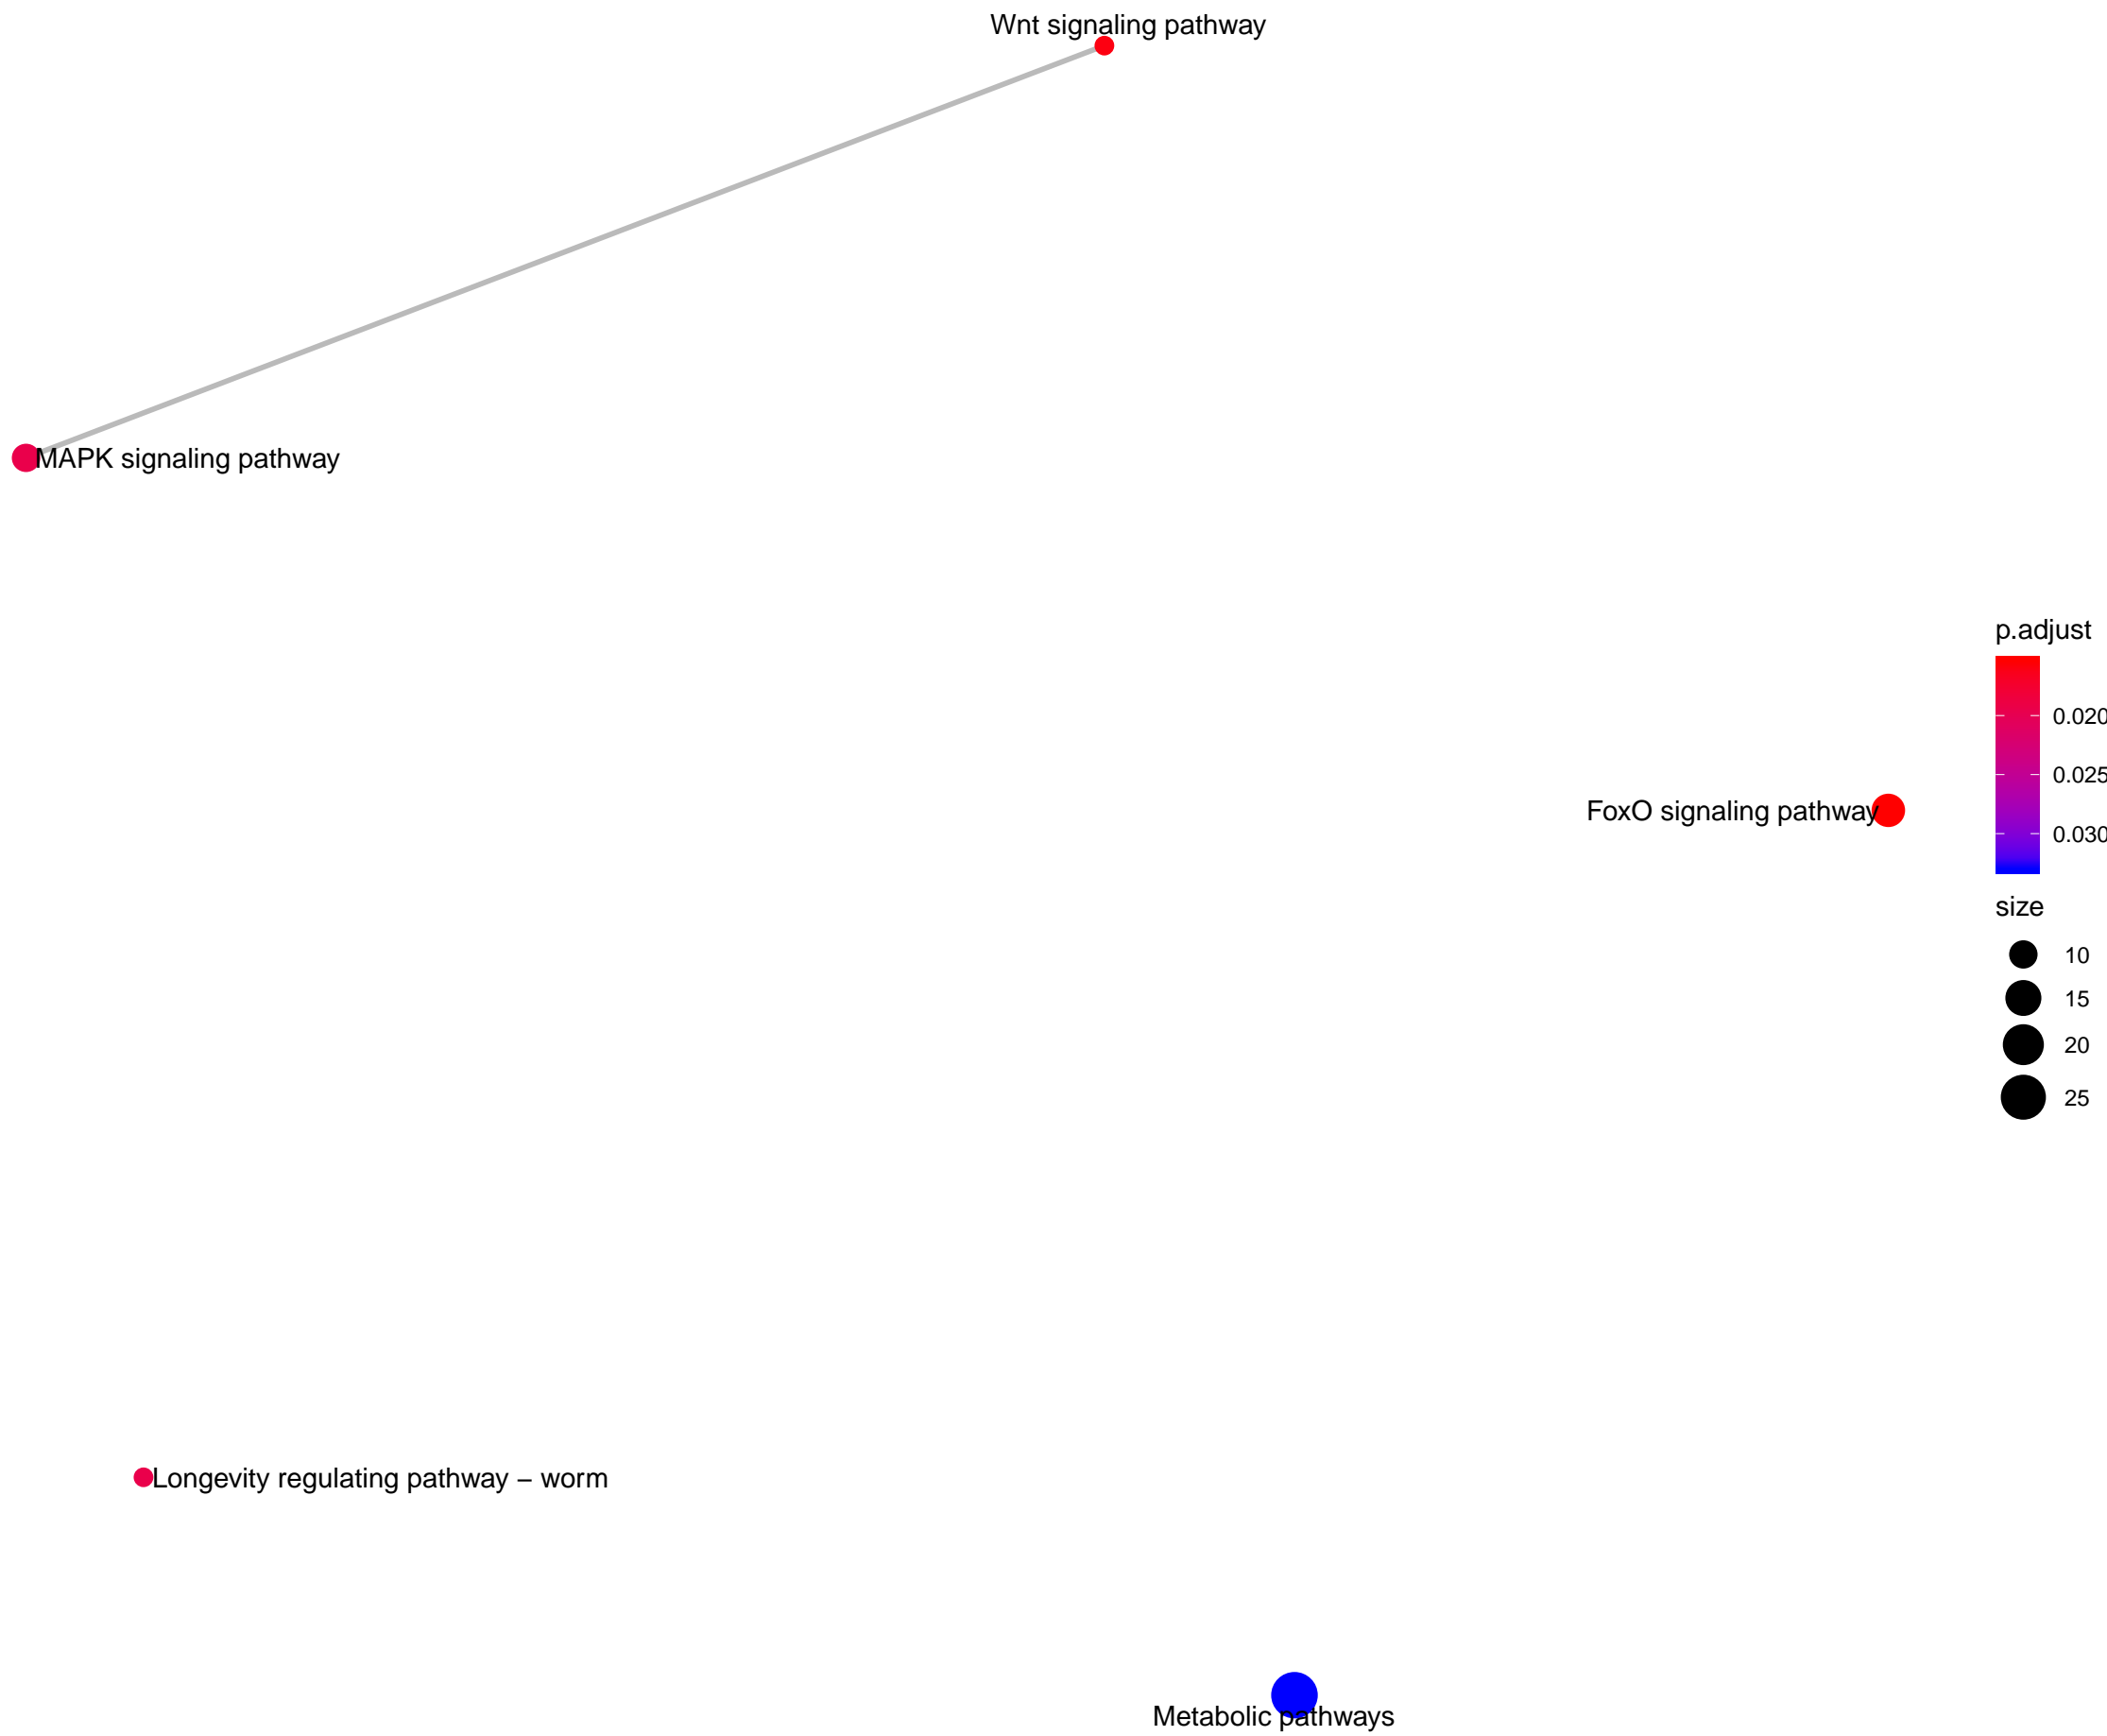 Wnt signaling pathway
MAPK signaling pathway
p.adjust
0.020
0.025
0.030
FoxO signaling pathway
size
10
15
20
25
Longevity regulating pathway – worm
Metabolic pathways